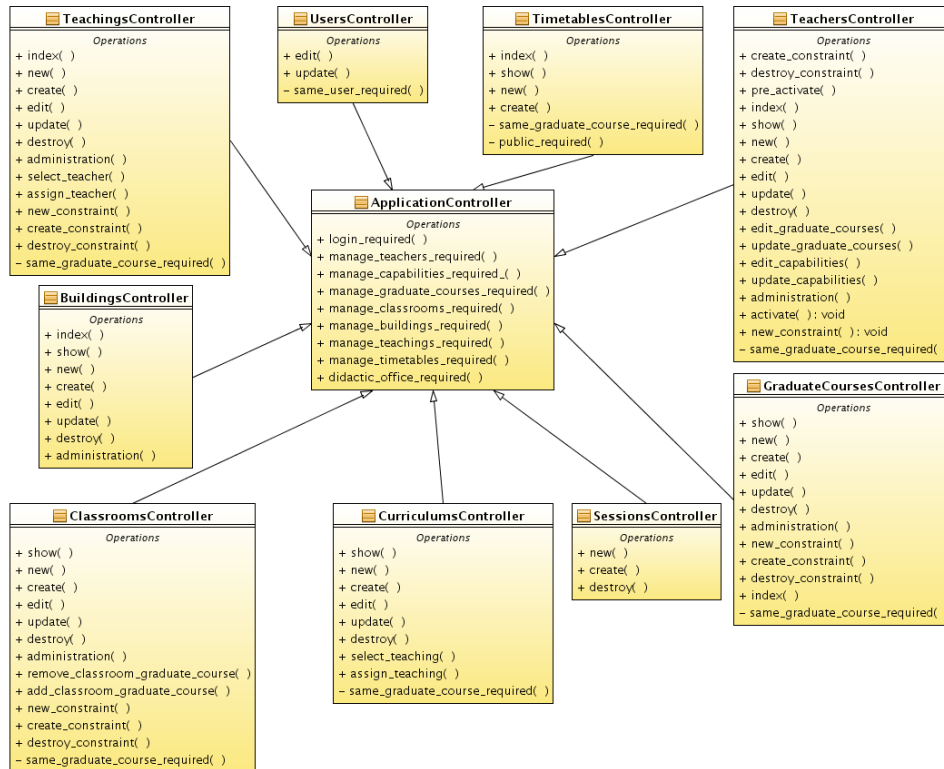 TeachingsController
Operations
+ index( )
+ new( )
+ create( )
+ edit( )
+ update( )
+ destroy( )
+ administration( )
+ select_teacher( )
+ assign_teacher( )
+ new_constraint( )
+ create_constraint( )
+ destroy_constraint( )
- same_graduate_course_required( )
UsersController
Operations
+ edit( )
+ update( )
- same_user_required( )
TimetablesController
Operations
+ index( )
+ show( )
+ new( )
+ create( )
- same_graduate_course_required( )
- public_required( )
TeachersController
Operations
+ create_constraint( )
+ destroy_constraint( )
+ pre_activate( )
+ index( )
+ show( )
+ new( )
+ create( )
+ edit( )
+ update( )
+ destroy( )
+ edit_graduate_courses( )
+ update_graduate_courses( )
+ edit_capabilities( )
+ update_capabilities( )
+ administration( )
+ activate( ) : void
+ new_constraint( ) : void
- same_graduate_course_required(
ApplicationController
Operations
+ login_required( )
+ manage_teachers_required( )
+ manage_capabilities_required_( )
+ manage_graduate_courses_required( )
+ manage_classrooms_required( )
+ manage_buildings_required( )
+ manage_teachings_required( )
+ manage_timetables_required( )
+ didactic_office_required( )
BuildingsController
Operations
+ index( )
+ show( )
+ new( )
+ create( )
+ edit( )
+ update( )
+ destroy( )
+ administration( )
GraduateCoursesController
Operations
+ show( )
+ new( )
+ create( )
+ edit( )
+ update( )
+ destroy( )
+ administration( )
+ new_constraint( )
+ create_constraint( )
+ destroy_constraint( )
+ index( )
- same_graduate_course_required(
ClassroomsController
Operations
+ show( )
+ new( )
+ create( )
+ edit( )
+ update( )
+ destroy( )
+ administration( )
+ remove_classroom_graduate_course( )
+ add_classroom_graduate_course( )
+ new_constraint( )
+ create_constraint( )
+ destroy_constraint( )
- same_graduate_course_required( )
CurriculumsController
Operations
+ show( )
+ new( )
+ create( )
+ edit( )
+ update( )
+ destroy( )
+ select_teaching( )
+ assign_teaching( )
- same_graduate_course_required( )
SessionsController
Operations
+ new( )
+ create( )
+ destroy( )